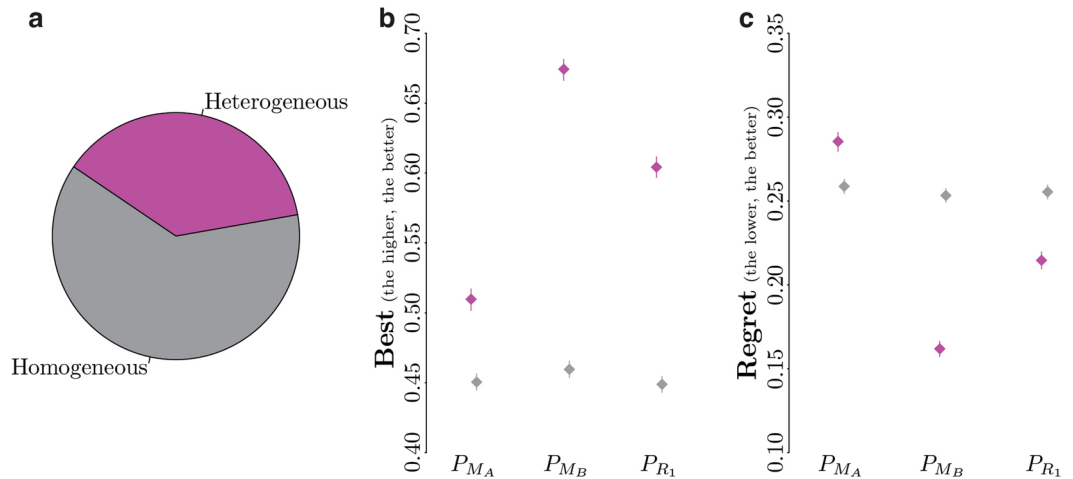 a
Heterogeneous
Homogeneous
b
Best (the higher, the better)
0.70
0.65
0.60
0.55
0.50
0.45
0.40
P_{M_A} P_{M_B} P_{R_1}
c
Regret (the lower, the better)
0.35
0.30
0.25
0.20
0.15
0.10
P_{M_A} P_{M_B} P_{R_1}